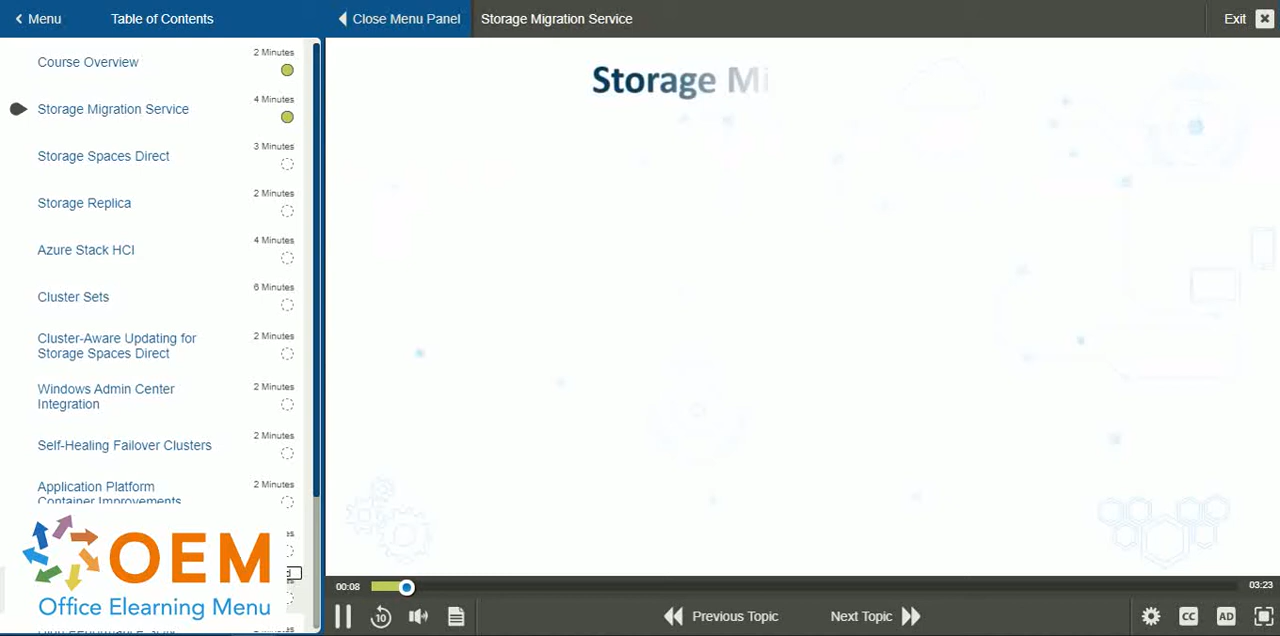 Menu
Table of Contents
Close Menu Panel
Storage Migration Service
Exit
Course Overview
2 Minutes
Storage Migration Service
4 Minutes
Storage Spaces Direct
3 Minutes
Storage Replica
2 Minutes
Azure Stack HCI
4 Minutes
Cluster Sets
6 Minutes
Cluster-Aware Updating for
Storage Spaces Direct
2 Minutes
Windows Admin Center
Integration
2 Minutes
Self-Healing Failover Clusters
2 Minutes
Application Platform
Container Improvements
2 Minutes
OEM
Office Elearning Menu
Storage Mi
00:08
03:23
10
Previous Topic
Next Topic
CC
AD